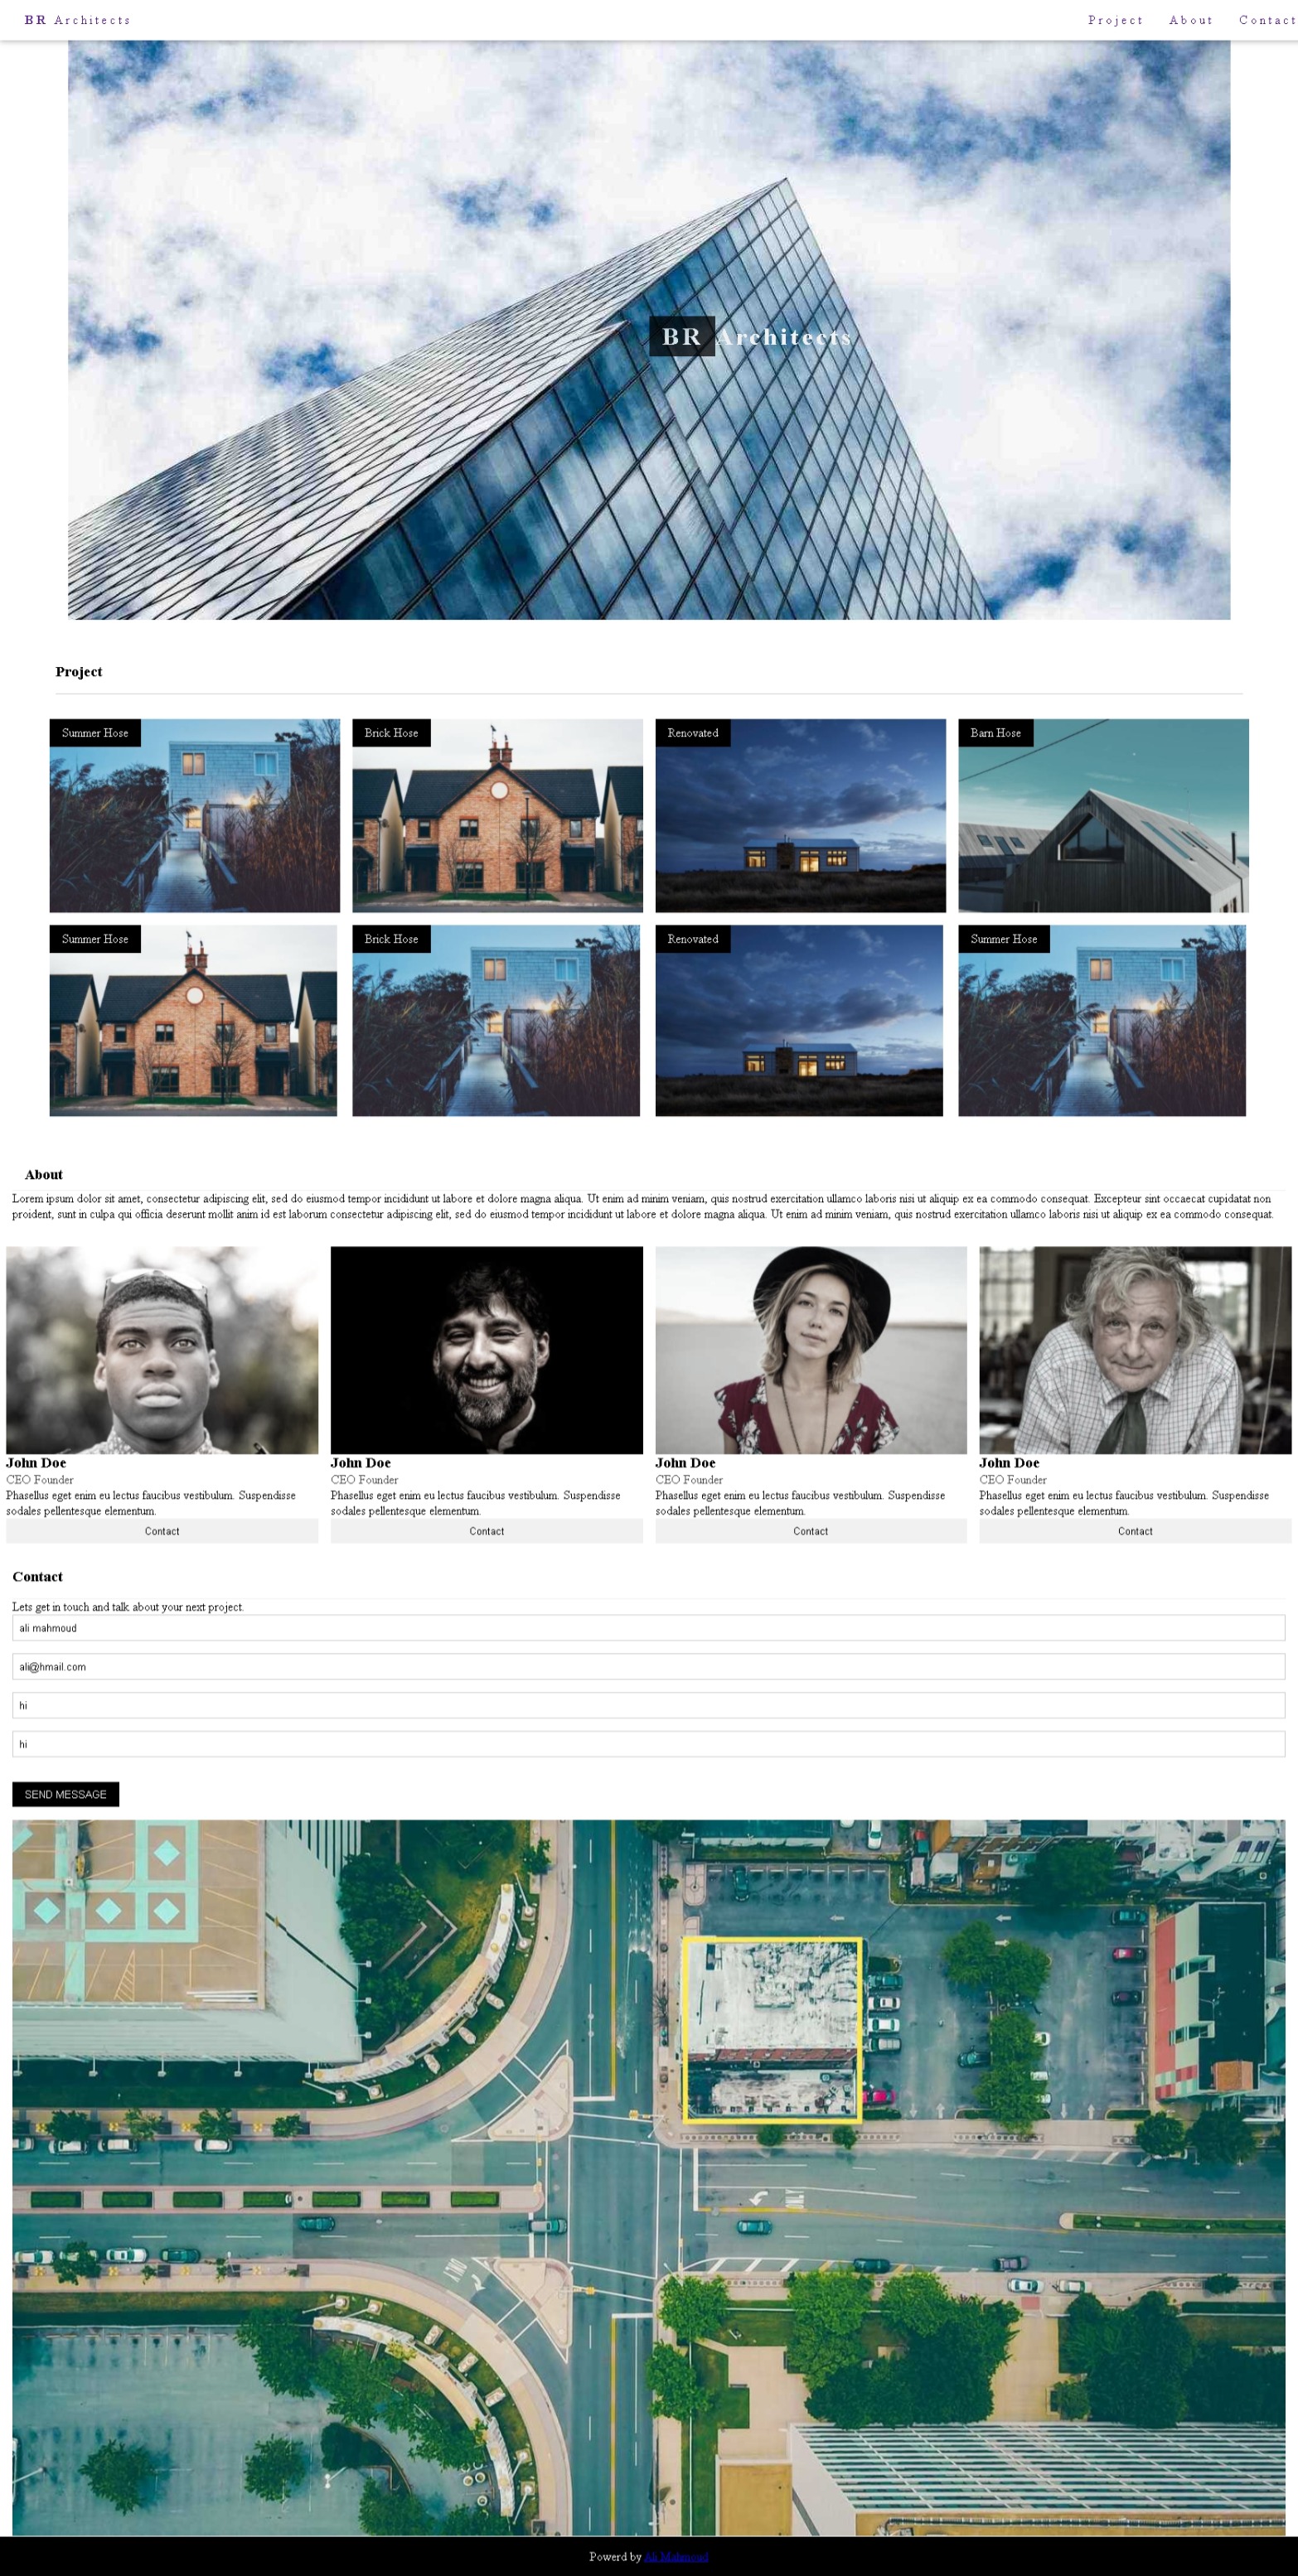 BR Architects
Project About Contact
BR Architects
Project
Summer Hose
Brick Hose
Renovated
Barn Hose
Summer Hose
Brick Hose
Renovated
Summer Hose
About
Lorem ipsum dolor sit amet, consectetur adipiscing elit, sed do eiusmod tempor incididunt ut labore et dolore magna aliqua. Ut enim ad minim veniam, quis nostrud exercitation ullamco laboris nisi ut aliquip ex ea commodo consequat. Excepteur sint occaecat cupidatat non
proident, sunt in culpa qui officia deserunt mollit anim id est laborum consectetur adipiscing elit, sed do eiusmod tempor incididunt ut labore et dolore magna aliqua. Ut enim ad minim veniam, quis nostrud exercitation ullamco laboris nisi ut aliquip ex ea commodo consequat.
John Doe
CEO Founder
Phasellus eget enim eu lectus faucibus vestibulum. Suspendisse
sodales pellentesque elementum.
Contact
John Doe
CEO Founder
Phasellus eget enim eu lectus faucibus vestibulum. Suspendisse
sodales pellentesque elementum.
Contact
John Doe
CEO Founder
Phasellus eget enim eu lectus faucibus vestibulum. Suspendisse
sodales pellentesque elementum.
Contact
John Doe
CEO Founder
Phasellus eget enim eu lectus faucibus vestibulum. Suspendisse
sodales pellentesque elementum.
Contact
Contact
Lets get in touch and talk about your next project.
ali mahmoud
ali@hmail.com
hi
hi
SEND MESSAGE
ONLY
Powerd by Ali Mahmoud